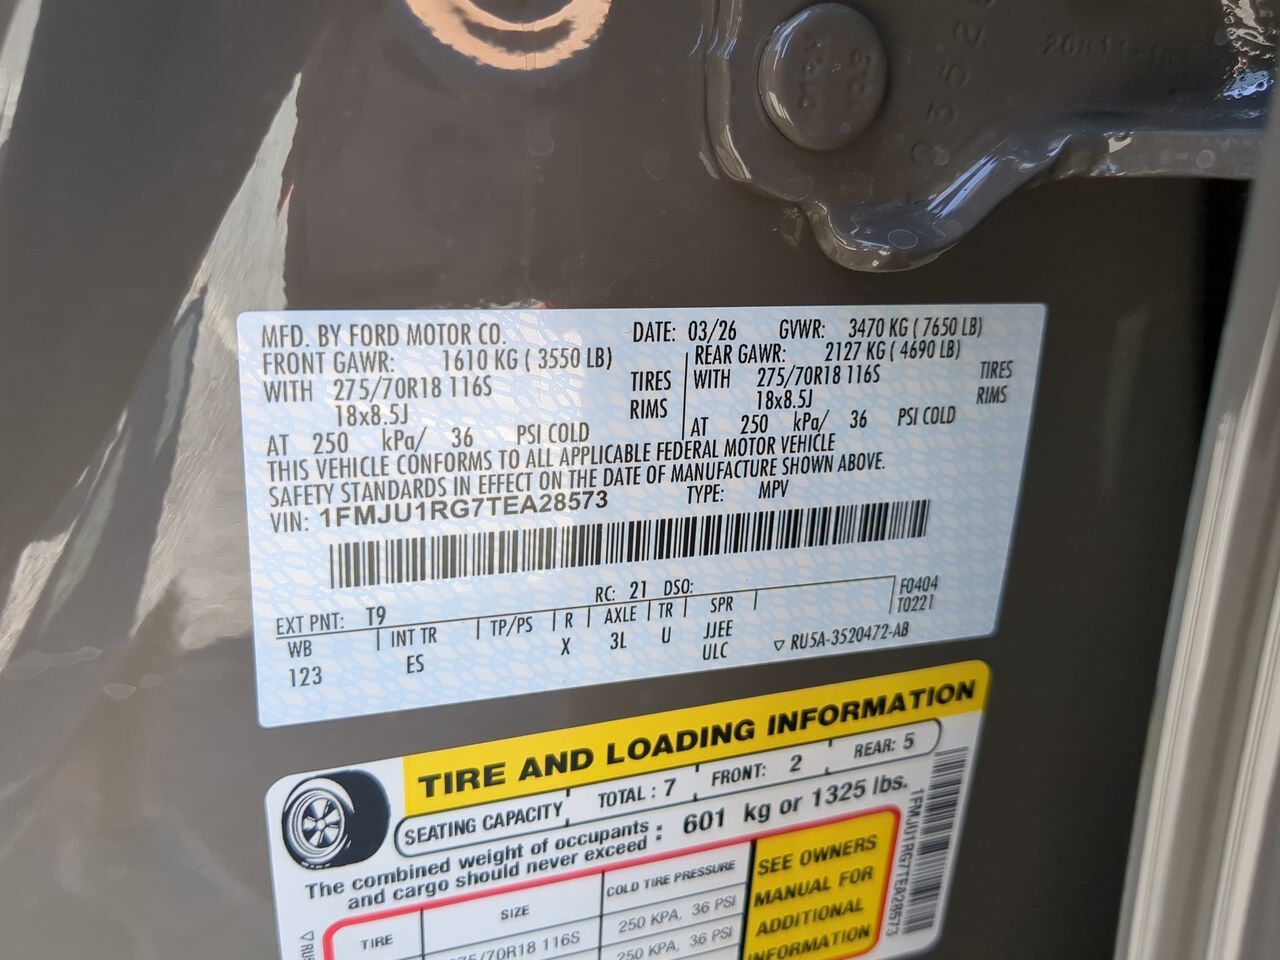 MFD. BY FORD MOTOR CO. DATE: 03/26 GVWR: 3470 KG ( 7650 LB)
FRONT GAWR: 1610 KG ( 3550 LB) REAR GAWR: 2127 KG ( 4690 LB)
WITH 275/70R18 116S TIRES WITH 275/70R18 116S TIRES
18x8.5J RIMS 18x8.5J RIMS
AT 250 kPa/ 36 PSI COLD AT 250 kPa/ 36 PSI COLD
THIS VEHICLE CONFORMS TO ALL APPLICABLE FEDERAL MOTOR VEHICLE
SAFETY STANDARDS IN EFFECT ON THE DATE OF MANUFACTURE SHOWN ABOVE.
VIN: 1FMJU1RG7TEA28573 TYPE: MPV
EXT PNT: T9 RC: 21 DSO: F0404
WB INT TR TP/PS R AXLE TR SPR T0221
123 ES X 3L U JJEE ▽ RU5A-3520472-AB
ULC
TIRE AND LOADING INFORMATION
SEATING CAPACITY TOTAL : 7 FRONT: 2 REAR: 5
The combined weight of occupants and cargo should never exceed : 601 kg or 1325 lbs.
TIRE SIZE COLD TIRE PRESSURE
75/70R18 116S 250 KPA, 36 PSI
250 KPA, 36 PSI
SEE OWNERS
MANUAL FOR
ADDITIONAL
INFORMATION
1FMJU1RG7TEA28573